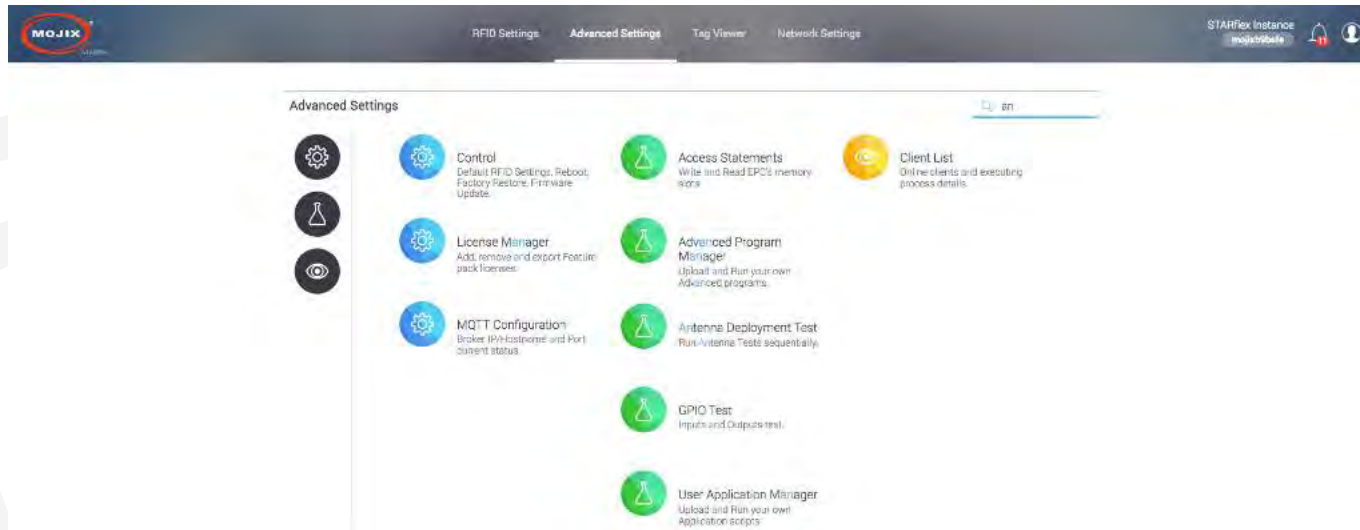 MOJIX
RFID Settings
Advanced Settings
Tag Viewer
Network Settings
STARflex Instance
11
Advanced Settings
an
Control
Default RFID Settings, Reboot,
Factory Restore, Firmware
Update.
License Manager
Add, remove and export Feature
pack licenses.
MQTT Configuration
Broker IP/Hostname and Port
current status.
Access Statements
Write and Read EPC's memory
Advanced Program
Manager
Upload and Run your own
Advanced programs.
Antenna Deployment Test
Run Antenna Tests sequentially.
GPIO Test
Inputs and Outputs test.
User Application Manager
Upload and Run your own
Application scripts
Client List
Online clients and executing
process details.